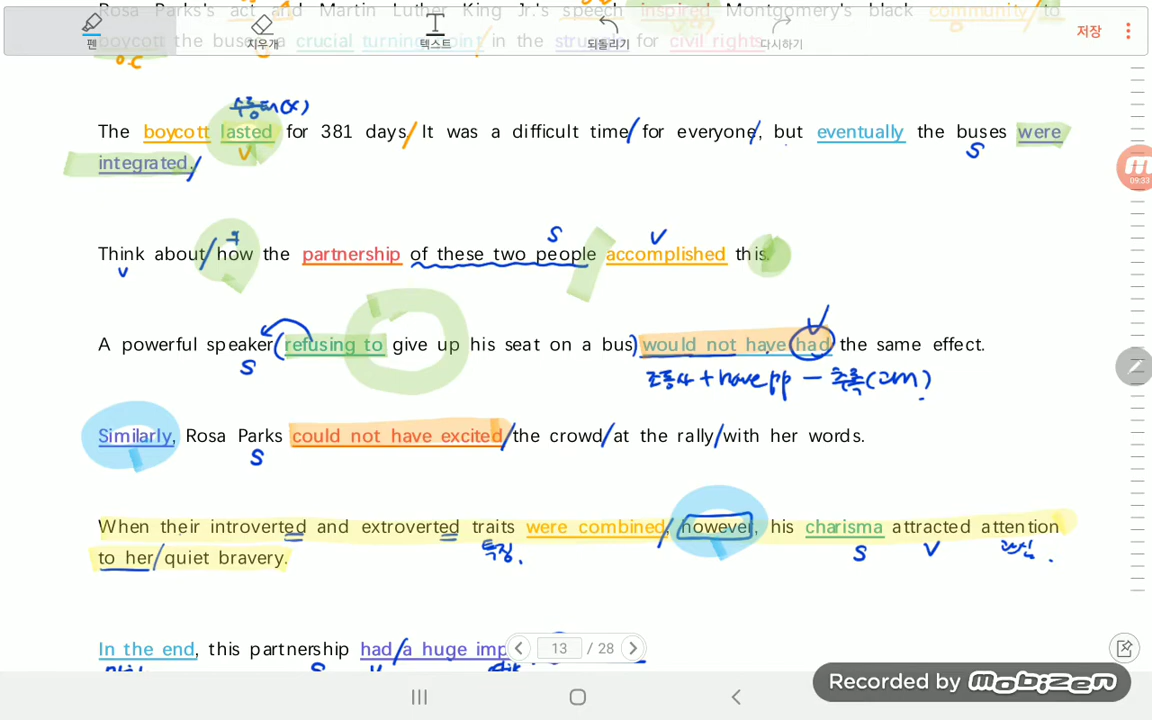 Rosa Parks's act and Martin Luther King Jr.'s speech inspired Montgomery's black community/ to
boycott the buses a crucial turning point/ in the struggle for civil rights
펜
지우개
텍스트
되돌리기
다시하기
저장
o·c
수동태(x)
The boycott lasted for 381 days/ It was a difficult time/ for everyone/, but eventually the buses were
V
S
integrated./
09:33
S
V
Think about/ how the partnership of these two people accomplished this.
V
V
A powerful speaker (refusing to give up his seat on a bus) would not have had the same effect.
S
조동사 + have pp – 추측(과거)
Similarly, Rosa Parks could not have excited/ the crowd/ at the rally/ with her words.
S
When their introverted and extroverted traits were combined,/ however, his charisma attracted attention
특징.
S
V
관심.
to her/ quiet bravery.
In the end, this partnership had/ a huge imp
S
V
13 / 28
Recorded by mobizen